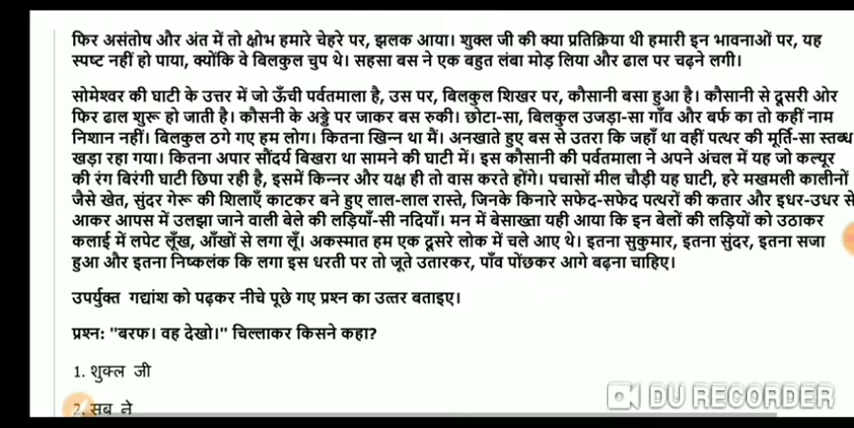 फिर असंतोष और अंत में तो क्षोभ हमारे चेहरे पर, झलक आया। शुक्ल जी की क्या प्रतिक्रिया थी हमारी इन भावनाओं पर, यह
स्पष्ट नहीं हो पाया, क्योंकि वे बिलकुल चुप थे। सहसा बस ने एक बहुत लंबा मोड़ लिया और ढाल पर चढ़ने लगी।
सोमेश्वर की घाटी के उत्तर में जो ऊँची पर्वतमाला है, उस पर, बिलकुल शिखर पर, कौसानी बसा हुआ है। कौसानी से दूसरी ओर
फिर ढाल शुरू हो जाती है। कौसनी के अड्डे पर जाकर बस रुकी। छोटा-सा, बिलकुल उजड़ा-सा गाँव और बर्फ का तो कहीं नाम
निशान नहीं। बिलकुल ठगे गए हम लोग। कितना खिन्न था मैं। अनखाते हुए बस से उतरा कि जहाँ था वहीं पत्थर की मूर्ति-सा स्तब्ध
खड़ा रहा गया। कितना अपार सौंदर्य बिखरा था सामने की घाटी में। इस कौसानी की पर्वतमाला ने अपने अंचल में यह जो कल्यूर
की रंग बिरंगी घाटी छिपा रही है, इसमें किन्नर और यक्ष ही तो वास करते होंगे। पचासों मील चौड़ी यह घाटी, हरे मखमली कालीनों
जैसे खेत, सुंदर गेरू की शिलाएँ काटकर बने हुए लाल-लाल रास्ते, जिनके किनारे सफेद-सफेद पत्थरों की कतार और इधर-उधर से
आकर आपस में उलझा जाने वाली बेले की लड़ियाँ-सी नदियाँ। मन में बेसाख्ता यही आया कि इन बेलों की लड़ियों को उठाकर
कलाई में लपेट लूँख, आँखों से लगा लूँ। अकस्मात हम एक दूसरे लोक में चले आए थे। इतना सुकुमार, इतना सुंदर, इतना सजा
हुआ और इतना निष्कलंक कि लगा इस धरती पर तो जूते उतारकर, पाँव पोंछकर आगे बढ़ना चाहिए।
उपर्युक्त गद्यांश को पढ़कर नीचे पूछे गए प्रश्न का उत्तर बताइए।
प्रश्न: "बरफ। वह देखो।" चिल्लाकर किसने कहा?
1. शुक्ल जी
2. सब ने
DU RECORDER